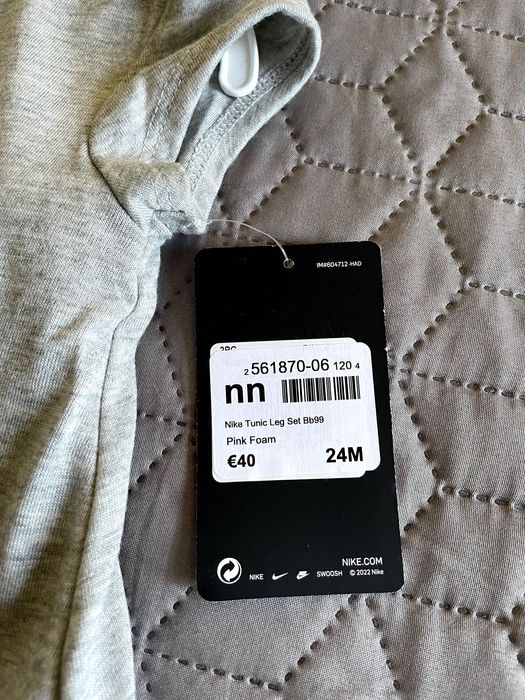 IM#604712-HAD
2PC
2 561870-06 120 4
nn
Nike Tunic Leg Set Bb99
Pink Foam
€40 24M
NIKE.COM
NIKE SWOOSH © 2022 Nike